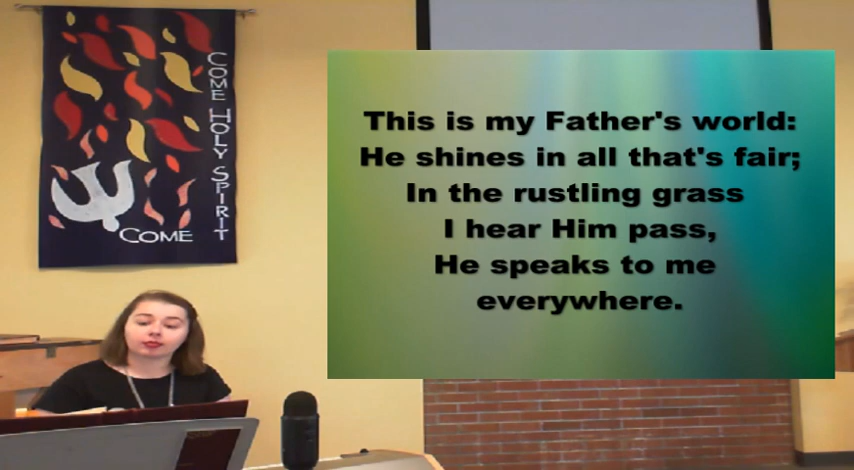 COME HOLY SPIRIT
COME
This is my Father's world:
He shines in all that's fair;
In the rustling grass
I hear Him pass,
He speaks to me
everywhere.